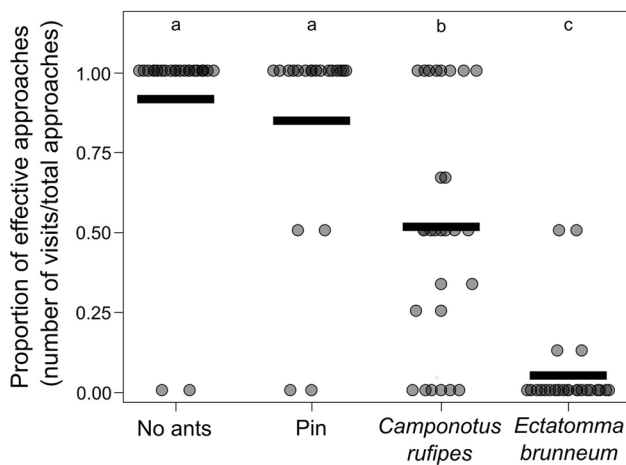 a a b c
Proportion of effective approaches
(number of visits/total approaches)
1.00
0.75
0.50
0.25
0.00
No ants Pin Camponotus rufipes Ectatomma brunneum